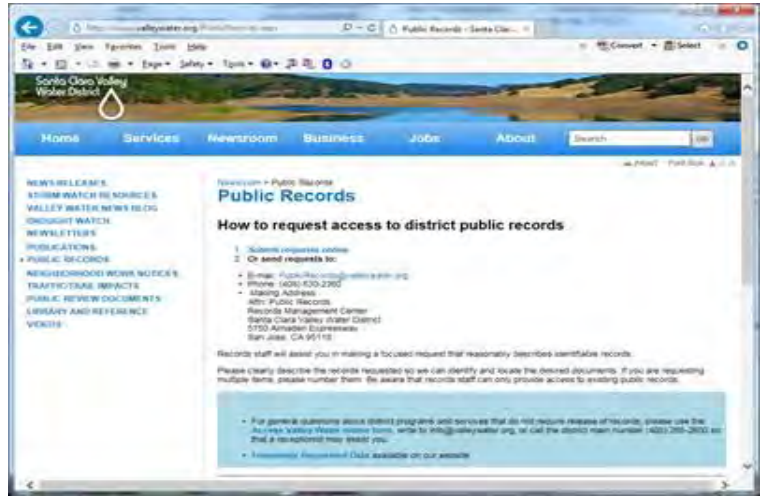 valleywater.org
Public Records - Santa Clar...
File Edit View Favorites Tools Help
Convert Select
Page Safety Tools
Santa Clara Valley
Water District
Home Services Newsroom Business Jobs About Search
Newsroom > Public Records
NEWS RELEASES
STORM WATCH RESOURCES
VALLEY WATER NEWS BLOG
DROUGHT WATCH
NEWSLETTERS
PUBLICATIONS
PUBLIC RECORDS
NEIGHBORHOOD WORK NOTICES
TRAFFIC/TRAIL IMPACTS
PUBLIC REVIEW DOCUMENTS
LIBRARY AND REFERENCE
VIDEOS
Public Records
How to request access to district public records
1. Submit requests online
2. Or send requests to:
• E-mail: PublicRecords@valleywater.org
• Phone: (408) 630-2360
• Mailing Address
Attn: Public Records
Records Management Center
Santa Clara Valley Water District
5750 Almaden Expressway
San Jose, CA 95118
Records staff will assist you in making a focused request that reasonably describes identifiable records.
Please clearly describe the records requested so we can identify and locate the desired documents. If you are requesting
multiple items, please number them. Be aware that records staff can only provide access to existing public records.
• For general questions about district programs and services that do not require release of records, please use the
Access Valley Water online form, write to info@valleywater.org, or call the district main number (408) 265-2600 so
that a receptionist may assist you.
• Frequently Requested Data available on our website